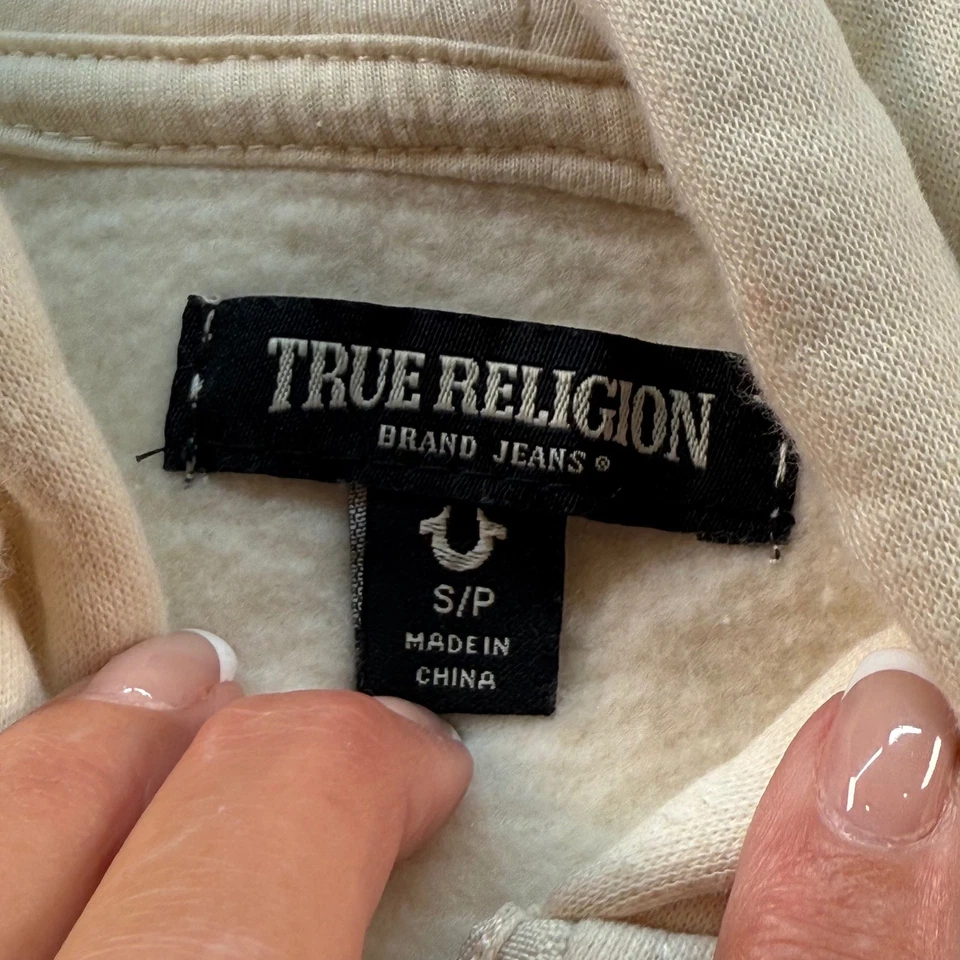 TRUE RELIGION
BRAND JEANS ®
S/P
MADE IN
CHINA